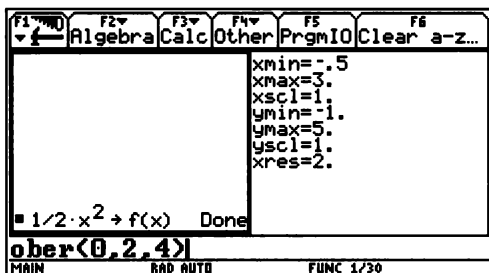 F1 F2 F3 F4 F5 F6
Algebra Calc Other PrgmIO Clear a-z…
xmin=-.5
xmax=3.
xscl=1.
ymin=-1.
ymax=5.
yscl=1.
xres=2.
▪ 1/2·x² → f(x) Done
ober(0,2,4)
MAIN RAD AUTO FUNC 1/30